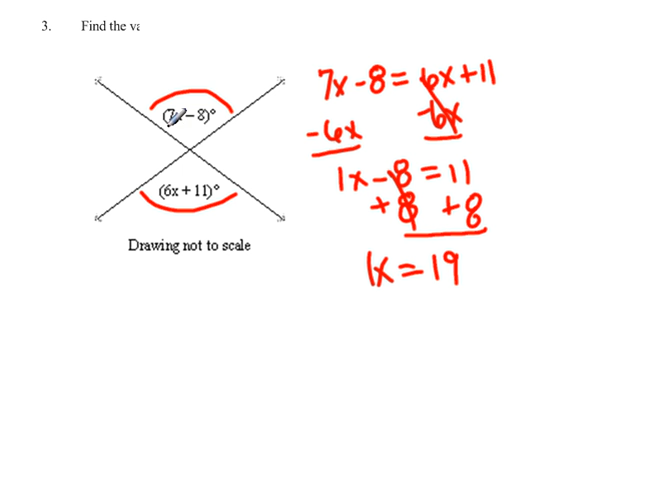 3. Find the va
7x - 8 = 6x + 11
- 8)°
-6x -6x
1x - 8 = 11
(6x + 11)°
+ 8 + 8
Drawing not to scale
1x = 19